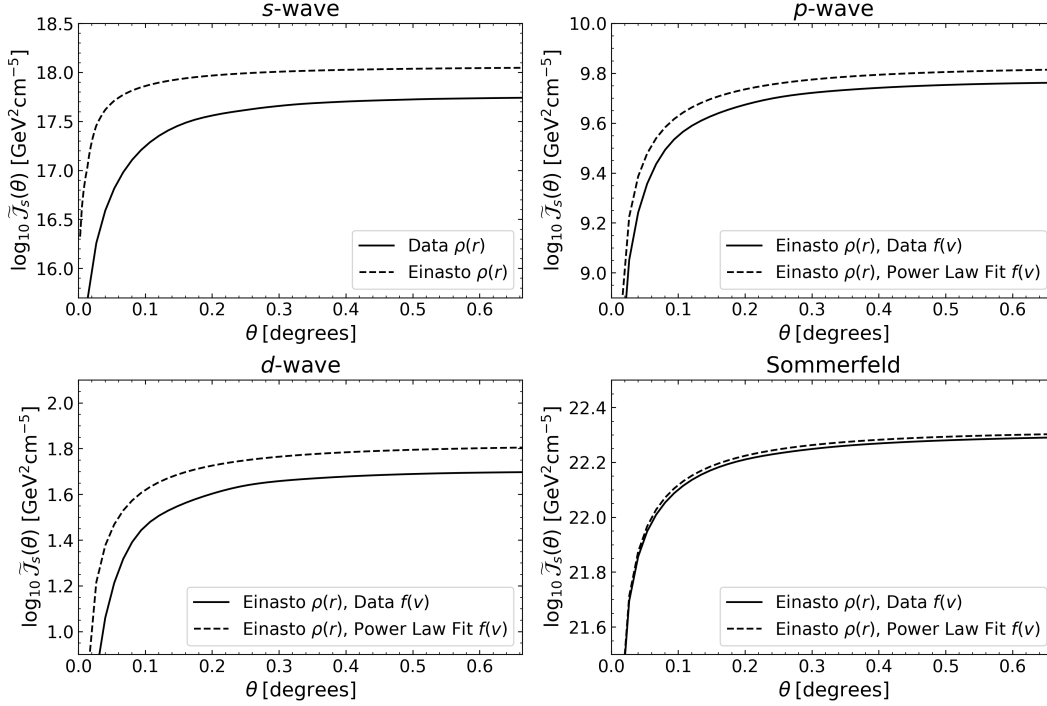 s-wave
log₁₀ 𝒥̃ₛ(θ) [GeV²cm⁻⁵]
18.5
18.0
17.5
17.0
16.5
16.0
Data ρ(r)
Einasto ρ(r)
0.0 0.1 0.2 0.3 0.4 0.5 0.6
θ [degrees]
p-wave
log₁₀ 𝒥̃ₛ(θ) [GeV²cm⁻⁵]
10.0
9.8
9.6
9.4
9.2
9.0
Einasto ρ(r), Data f(v)
Einasto ρ(r), Power Law Fit f(v)
0.0 0.1 0.2 0.3 0.4 0.5 0.6
θ [degrees]
d-wave
log₁₀ 𝒥̃ₛ(θ) [GeV²cm⁻⁵]
2.0
1.8
1.6
1.4
1.2
1.0
Einasto ρ(r), Data f(v)
Einasto ρ(r), Power Law Fit f(v)
0.0 0.1 0.2 0.3 0.4 0.5 0.6
θ [degrees]
Sommerfeld
log₁₀ 𝒥̃ₛ(θ) [GeV²cm⁻⁵]
22.4
22.2
22.0
21.8
21.6
Einasto ρ(r), Data f(v)
Einasto ρ(r), Power Law Fit f(v)
0.0 0.1 0.2 0.3 0.4 0.5 0.6
θ [degrees]